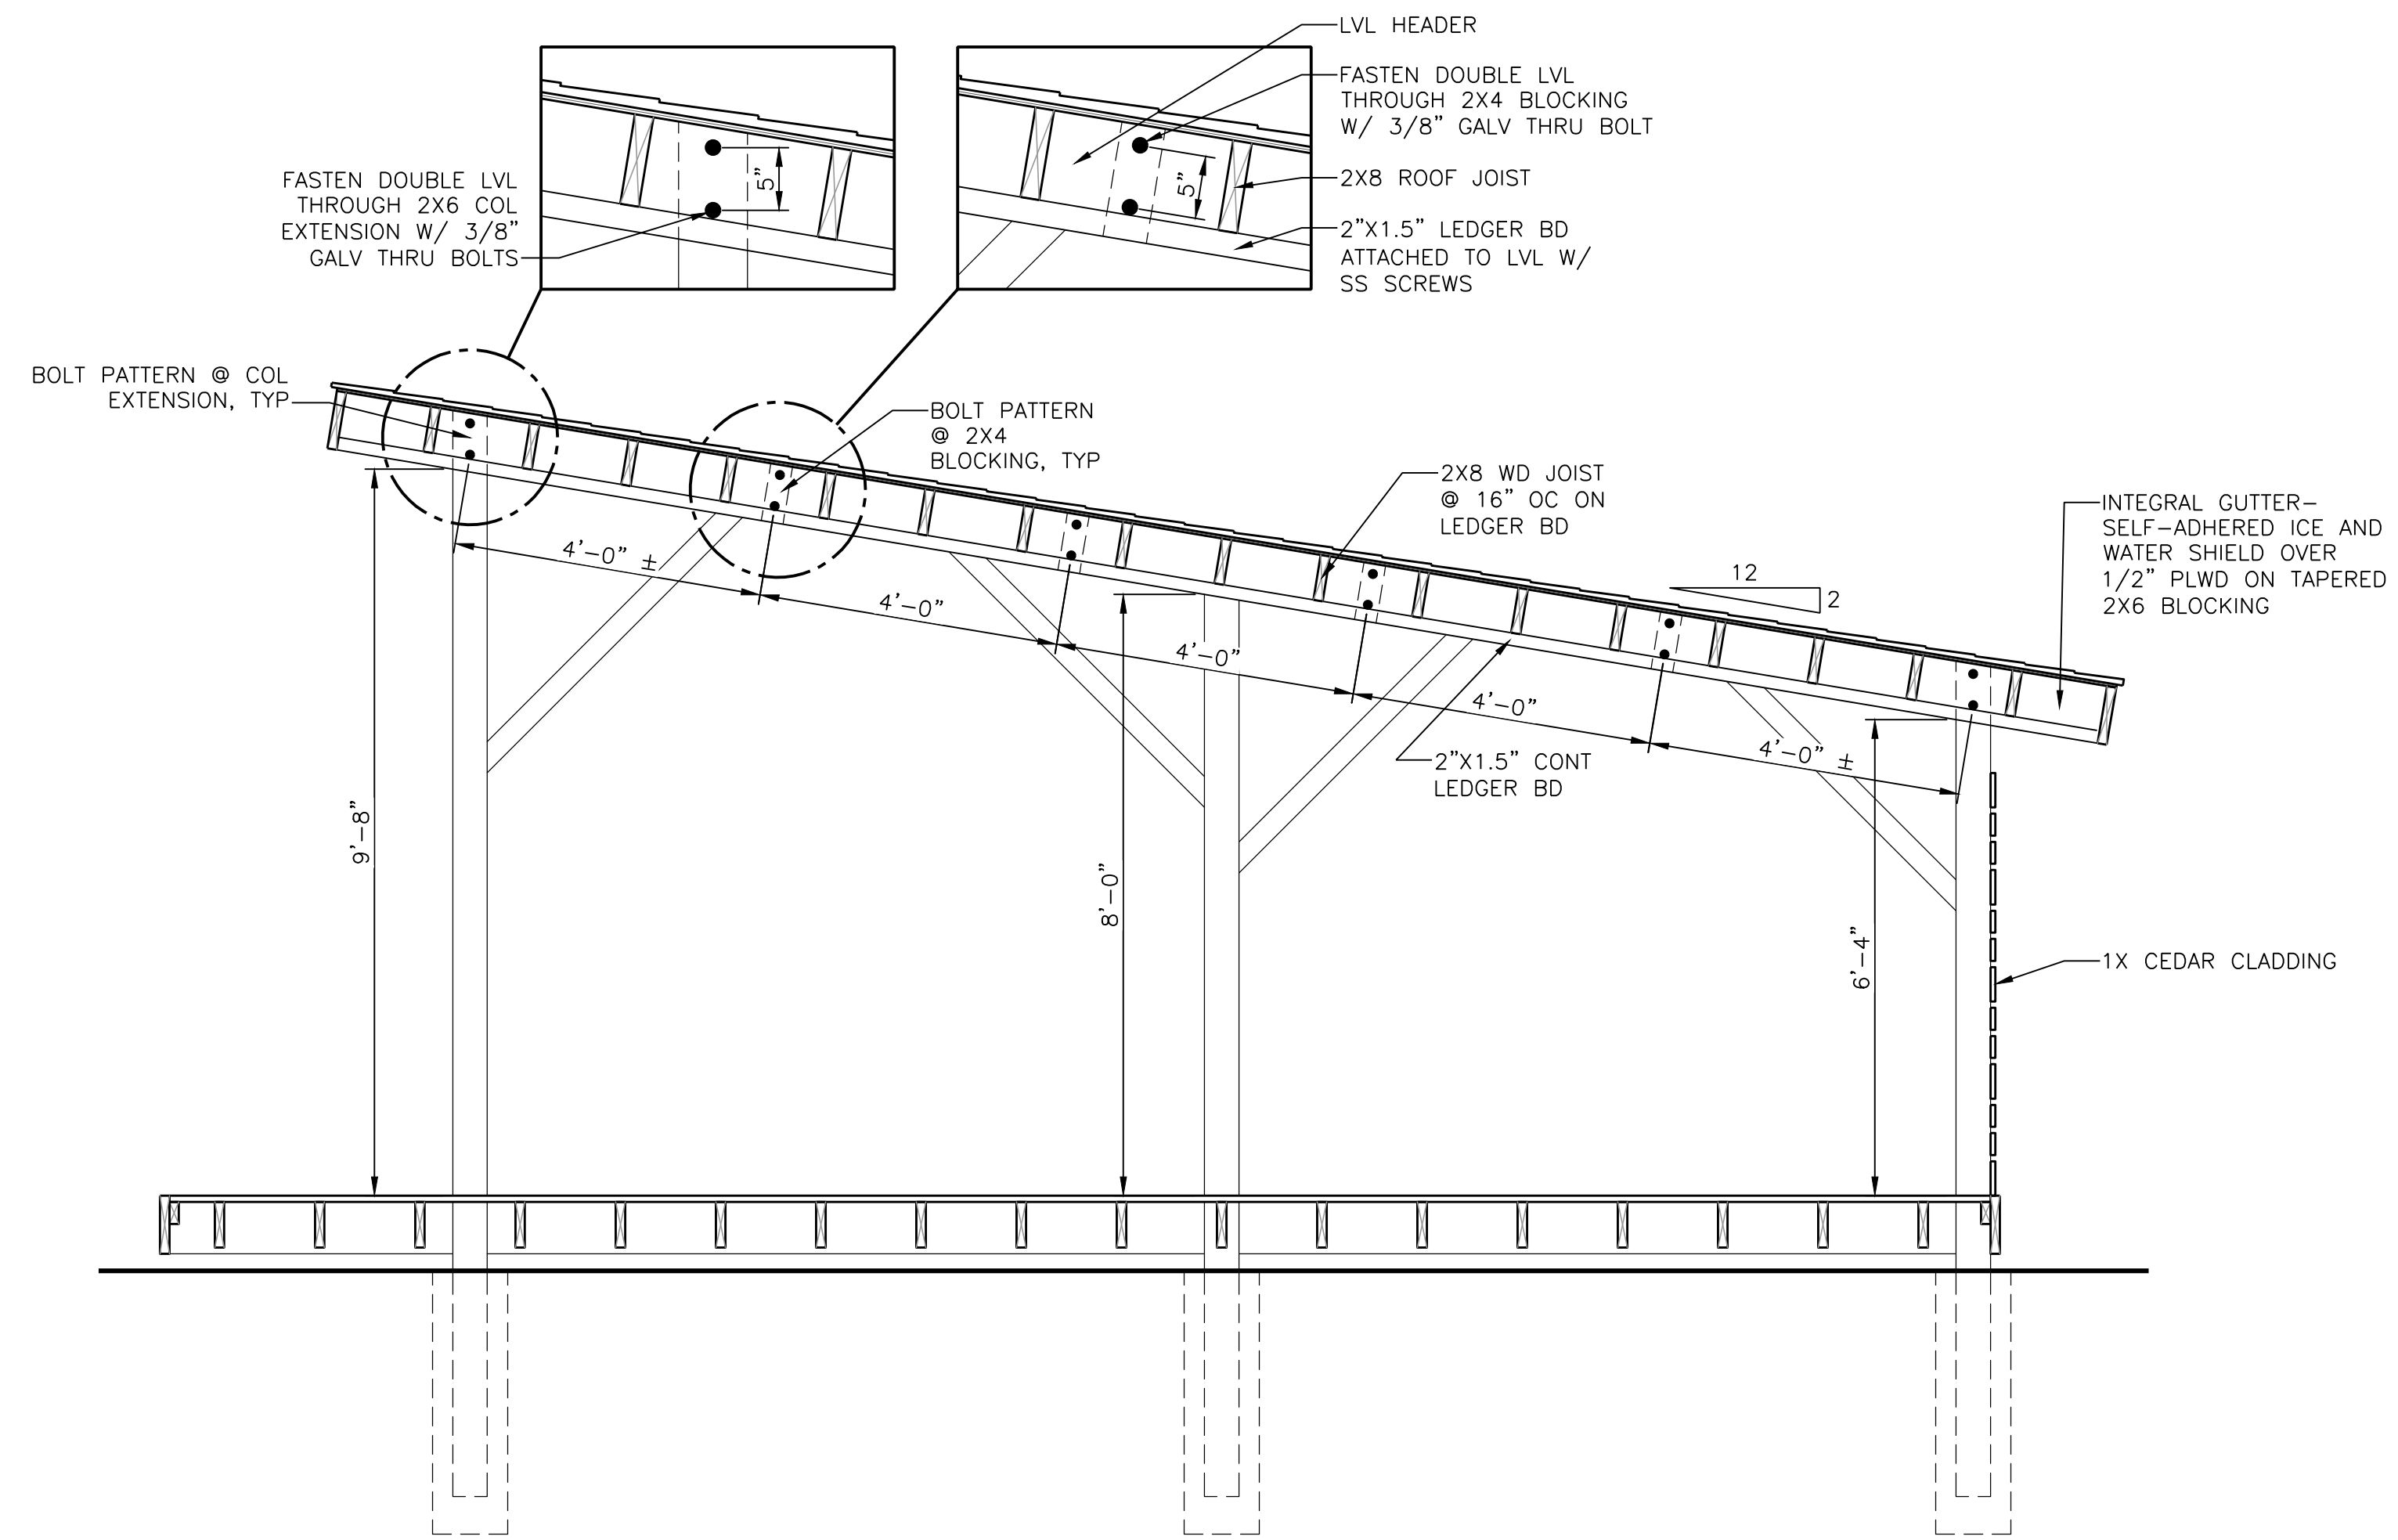 LVL HEADER
FASTEN DOUBLE LVL
THROUGH 2X4 BLOCKING
W/ 3/8" GALV THRU BOLT
2X8 ROOF JOIST
2"X1.5" LEDGER BD
ATTACHED TO LVL W/
SS SCREWS
5"
5"
FASTEN DOUBLE LVL
THROUGH 2X6 COL
EXTENSION W/ 3/8"
GALV THRU BOLTS
BOLT PATTERN @ COL
EXTENSION, TYP
BOLT PATTERN
@ 2X4
BLOCKING, TYP
2X8 WD JOIST
@ 16" OC ON
LEDGER BD
INTEGRAL GUTTER-
SELF-ADHERED ICE AND
WATER SHIELD OVER
1/2" PLWD ON TAPERED
2X6 BLOCKING
12
2
4'-0" ±
4'-0"
4'-0"
4'-0"
4'-0" ±
2"X1.5" CONT
LEDGER BD
9'-8"
8'-0"
6'-4"
1X CEDAR CLADDING